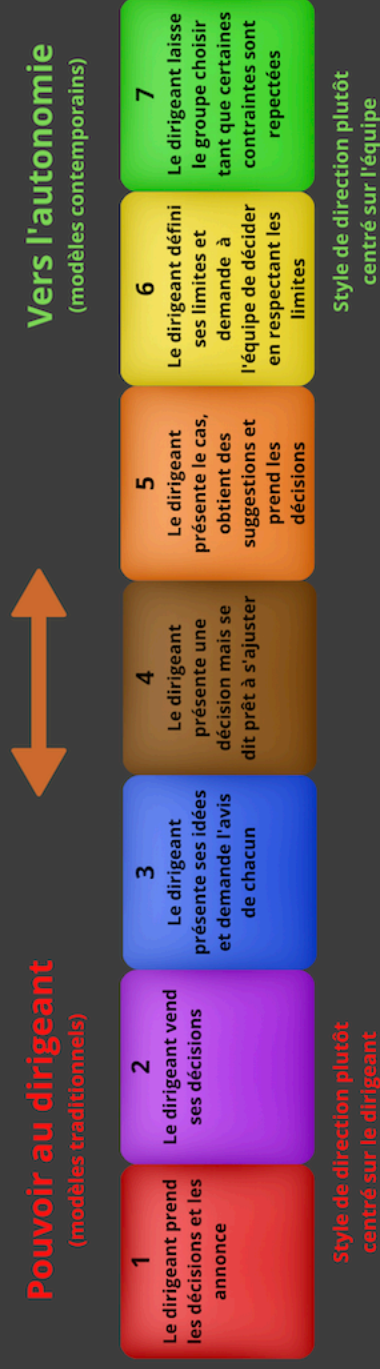 Pouvoir au dirigeant
(modèles traditionnels)
Vers l'autonomie
(modèles contemporains)
1
Le dirigeant prend
les décisions et les
annonce
2
Le dirigeant vend
ses décisions
3
Le dirigeant
présente ses idées
et demande l'avis
de chacun
4
Le dirigeant
présente une
décision mais se
dit prêt à s'ajuster
5
Le dirigeant
présente le cas,
obtient des
suggestions et
prend les
décisions
6
Le dirigeant défini
ses limites et
demande à
l'équipe de décider
en respectant les
limites
7
Le dirigeant laisse
le groupe choisir
tant que certaines
contraintes sont
repectées
Style de direction plutôt
centré sur le dirigeant
Style de direction plutôt
centré sur l'équipe